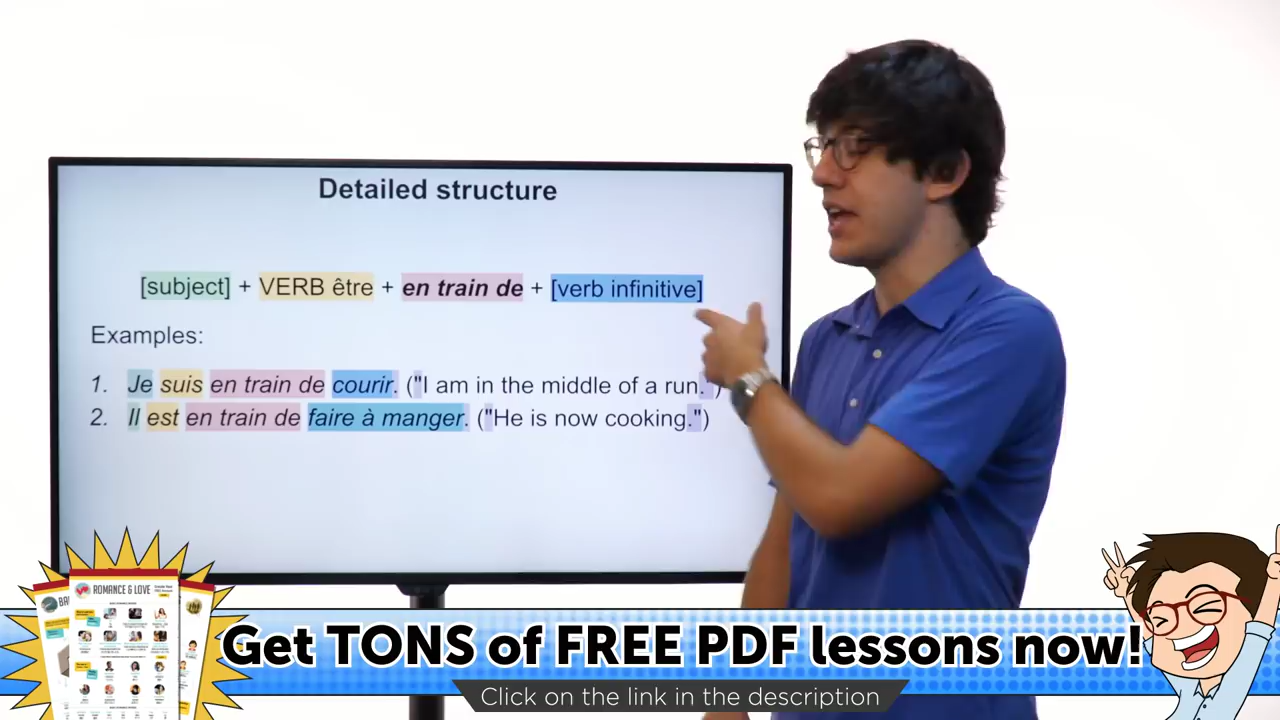 Detailed structure
[subject] + VERB être + en train de + [verb infinitive]
Examples:
1. Je suis en train de courir. ("I am in the middle of a run.")
2. Il est en train de faire à manger. ("He is now cooking.")
ROMANCE & LOVE
Get TONS of FREE PDF lessons now!
Click on the link in the description